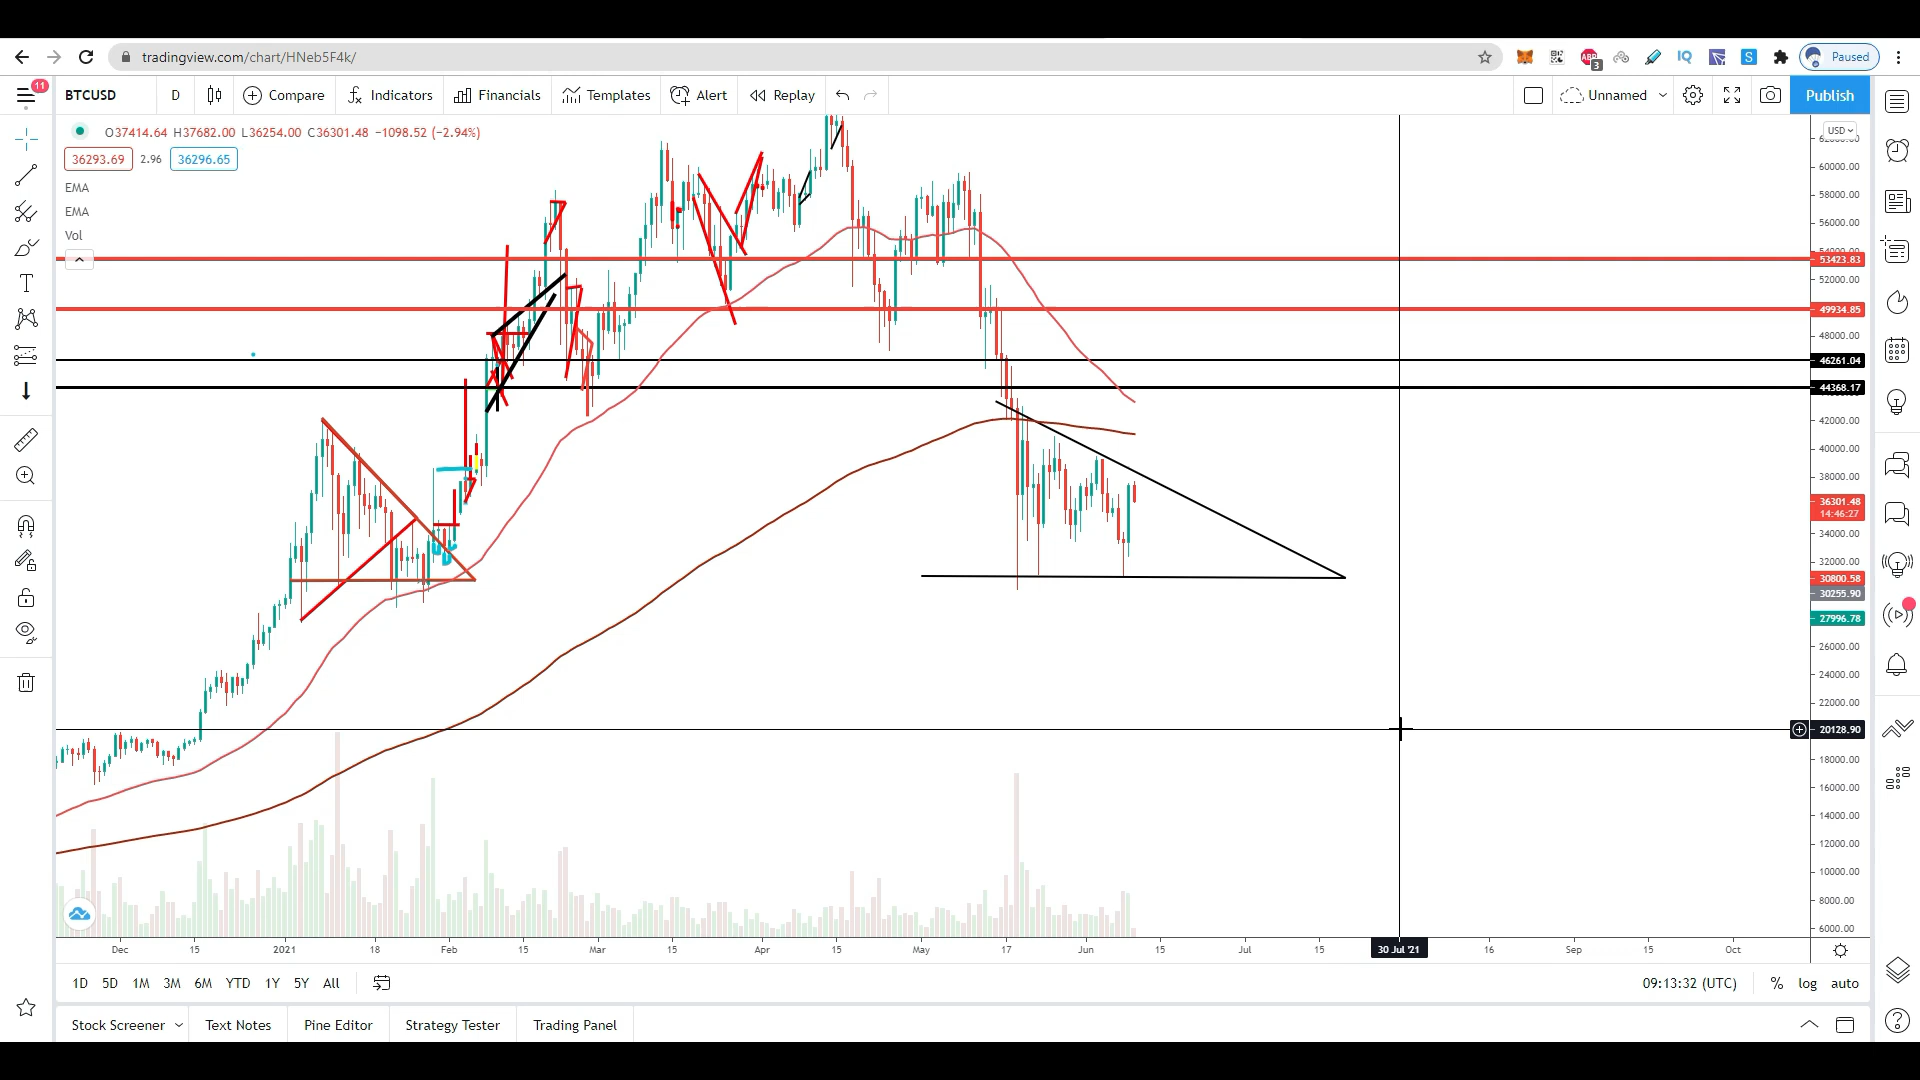 tradingview.com/chart/HNeb5F4k/
3
Paused
11
BTCUSD D Compare Indicators Financials Templates Alert Replay Unnamed Publish
O37414.64 H37682.00 L36254.00 C36301.48 −1098.52 (−2.94%)
36293.69 2.96 36296.65
EMA
EMA
Vol
USD
60000.00
58000.00
56000.00
53423.83
52000.00
49934.85
48000.00
46261.04
44368.17
42000.00
40000.00
38000.00
36301.48
14:46:27
34000.00
32000.00
30800.58
30255.90
27996.78
26000.00
24000.00
22000.00
20128.90
18000.00
16000.00
14000.00
12000.00
10000.00
8000.00
6000.00
Dec 15 2021 18 Feb 15 Mar 15 Apr 15 May 17 Jun 15 Jul 15 30 Jul '21 16 Sep 15 Oct
1D 5D 1M 3M 6M YTD 1Y 5Y All 09:13:32 (UTC) % log auto
Stock Screener Text Notes Pine Editor Strategy Tester Trading Panel